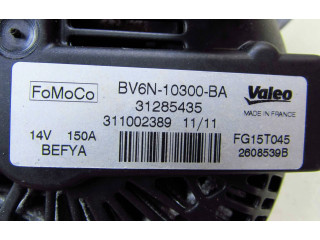 FoMoCo
BV6N-10300-BA
31285435
311002389 11/11
14V 150A
BEFYA
Valeo
MADE IN FRANCE
FG15T045
2608539B